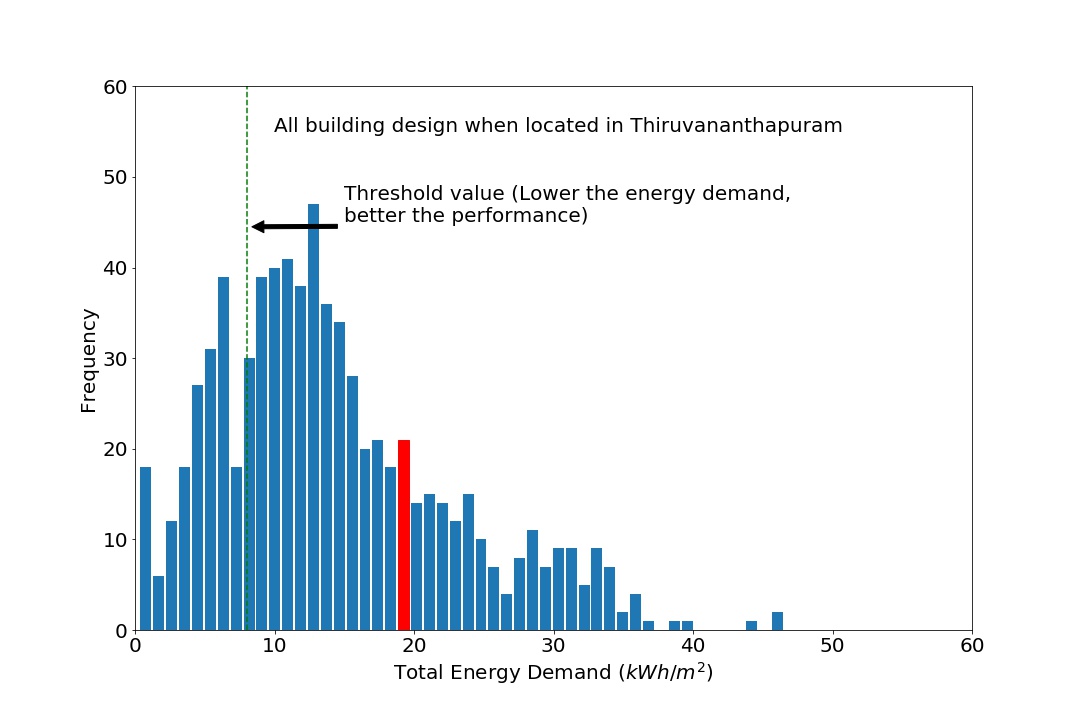 60
All building design when located in Thiruvananthapuram
50
Threshold value (Lower the energy demand,
better the performance)
40
30
20
10
0
Frequency
0 10 20 30 40 50 60
Total Energy Demand (kWh/m²)